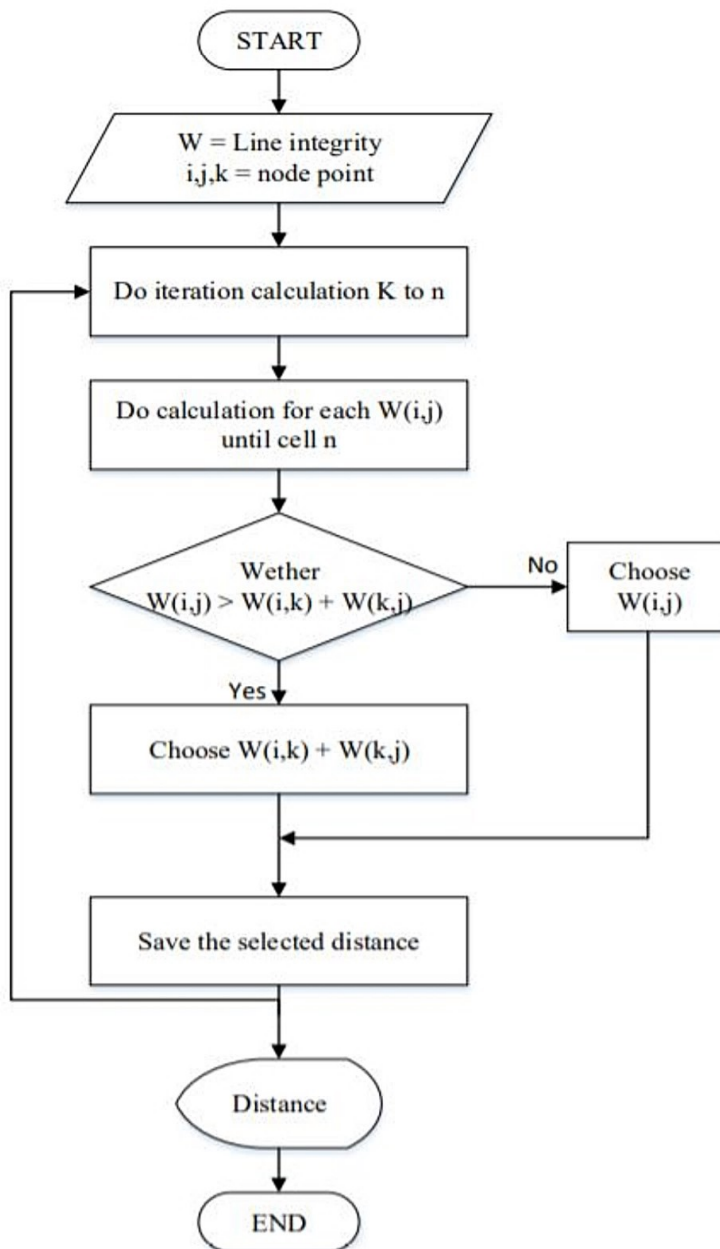 START
W = Line integrity
i,j,k = node point
Do iteration calculation K to n
Do calculation for each W(i,j)
until cell n
Wether
W(i,j) > W(i,k) + W(k,j)
No
Choose
W(i,j)
Yes
Choose W(i,k) + W(k,j)
Save the selected distance
Distance
END